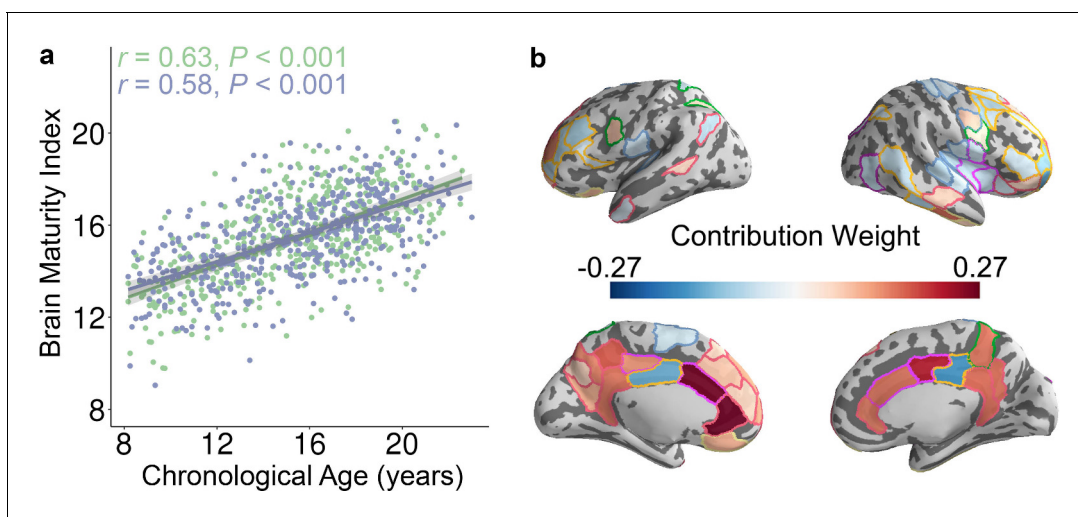 a
r = 0.63, P < 0.001
r = 0.58, P < 0.001
Brain Maturity Index
20
16
12
8
8 12 16 20
Chronological Age (years)
b
Contribution Weight
-0.27 0.27